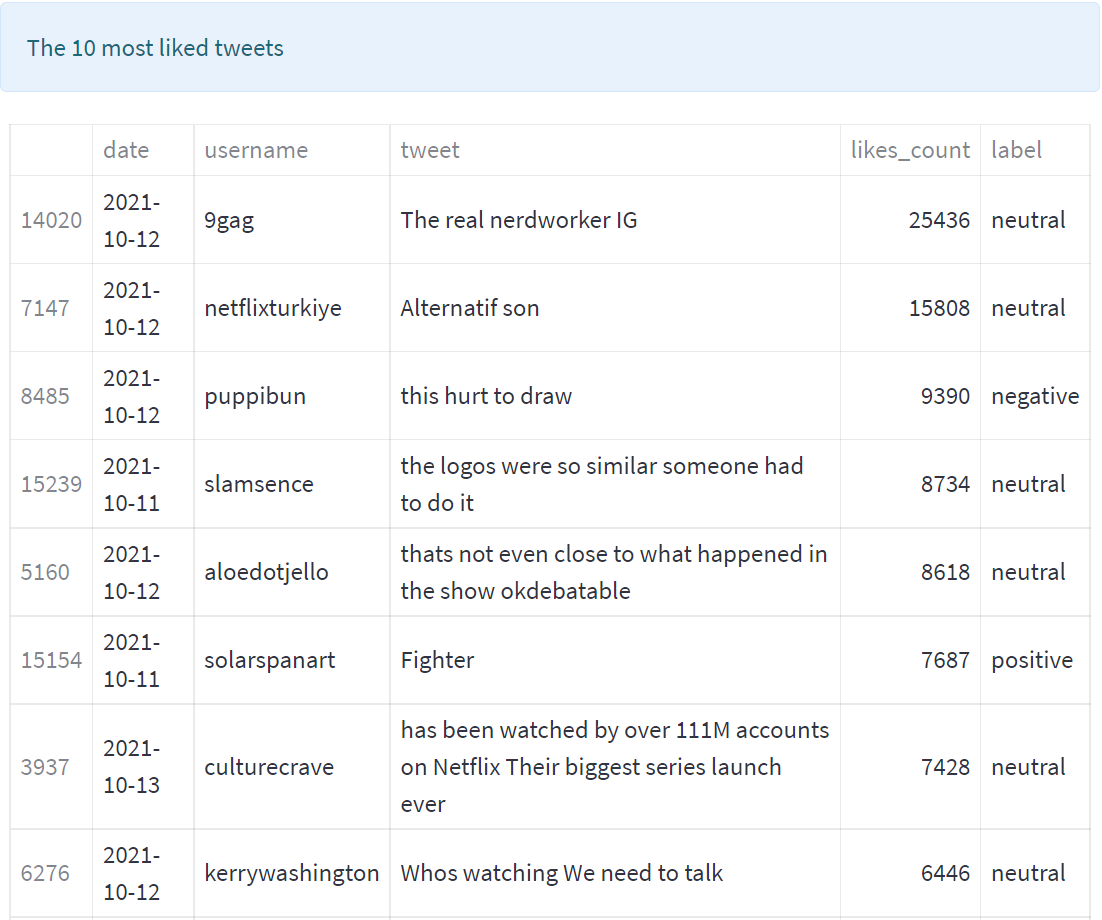 The 10 most liked tweets
date username tweet likes_count label
2021-
14020 9gag The real nerdworker IG 25436 neutral
10-12
2021-
7147 netflixturkiye Alternatif son 15808 neutral
10-12
2021-
8485 puppibun this hurt to draw 9390 negative
10-12
2021- the logos were so similar someone had
15239 slamsence 8734 neutral
10-11 to do it
2021- thats not even close to what happened in
5160 aloedotjello 8618 neutral
10-12 the show okdebatable
2021-
15154 solarspanart Fighter 7687 positive
10-11
has been watched by over 111M accounts
2021-
3937 culturecrave on Netflix Their biggest series launch 7428 neutral
10-13
ever
2021-
6276 kerrywashington Whos watching We need to talk 6446 neutral
10-12